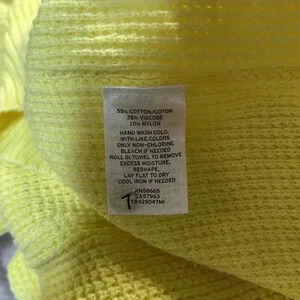 55% COTTON/COTON
35% VISCOSE
10% NYLON
HAND WASH COLD,
WITH LIKE COLORS
ONLY NON-CHLORINE
BLEACH IF NEEDED
ROLL IN TOWEL TO REMOVE
EXCESS MOISTURE,
RESHAPE,
LAY FLAT TO DRY
COOL IRON IF NEEDED
RN58665
CA57963
TB429047MI